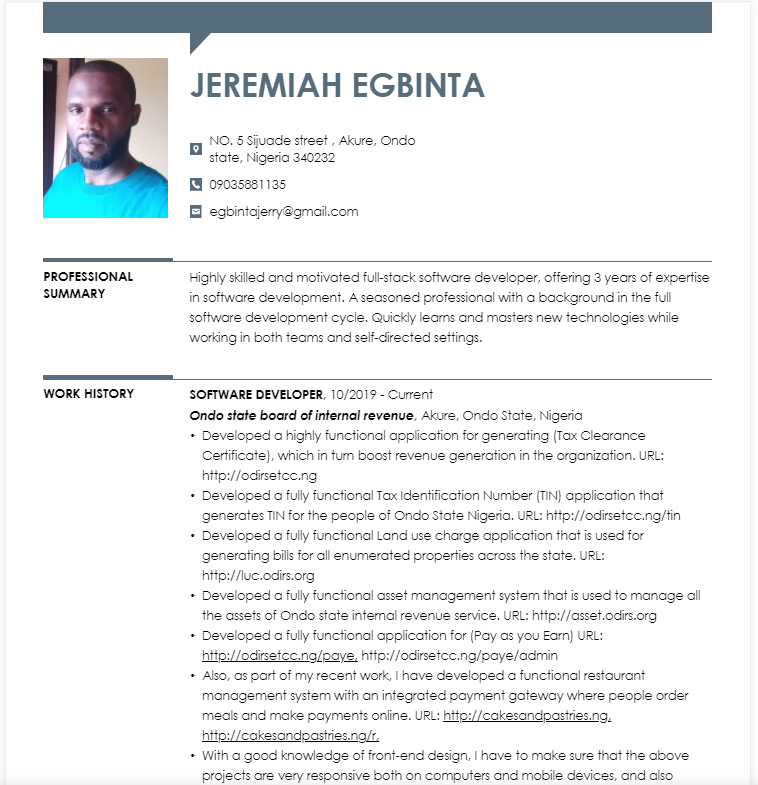 JEREMIAH EGBINTA
NO. 5 Sijuade street , Akure, Ondo
state, Nigeria 340232
09035881135
egbintajerry@gmail.com
PROFESSIONAL
SUMMARY
Highly skilled and motivated full-stack software developer, offering 3 years of expertise
in software development. A seasoned professional with a background in the full
software development cycle. Quickly learns and masters new technologies while
working in both teams and self-directed settings.
WORK HISTORY
SOFTWARE DEVELOPER, 10/2019 - Current
Ondo state board of internal revenue, Akure, Ondo State, Nigeria
• Developed a highly functional application for generating (Tax Clearance
Certificate), which in turn boost revenue generation in the organization. URL:
http://odirsetcc.ng
• Developed a fully functional Tax Identification Number (TIN) application that
generates TIN for the people of Ondo State Nigeria. URL: http://odirsetcc.ng/tin
• Developed a fully functional Land use charge application that is used for
generating bills for all enumerated properties across the state. URL:
http://luc.odirs.org
• Developed a fully functional asset management system that is used to manage all
the assets of Ondo state internal revenue service. URL: http://asset.odirs.org
• Developed a fully functional application for (Pay as you Earn) URL:
http://odirsetcc.ng/paye, http://odirsetcc.ng/paye/admin
• Also, as part of my recent work, I have developed a functional restaurant
management system with an integrated payment gateway where people order
meals and make payments online. URL: http://cakesandpastries.ng,
http://cakesandpastries.ng/r,
• With a good knowledge of front-end design, I have to make sure that the above
projects are very responsive both on computers and mobile devices, and also